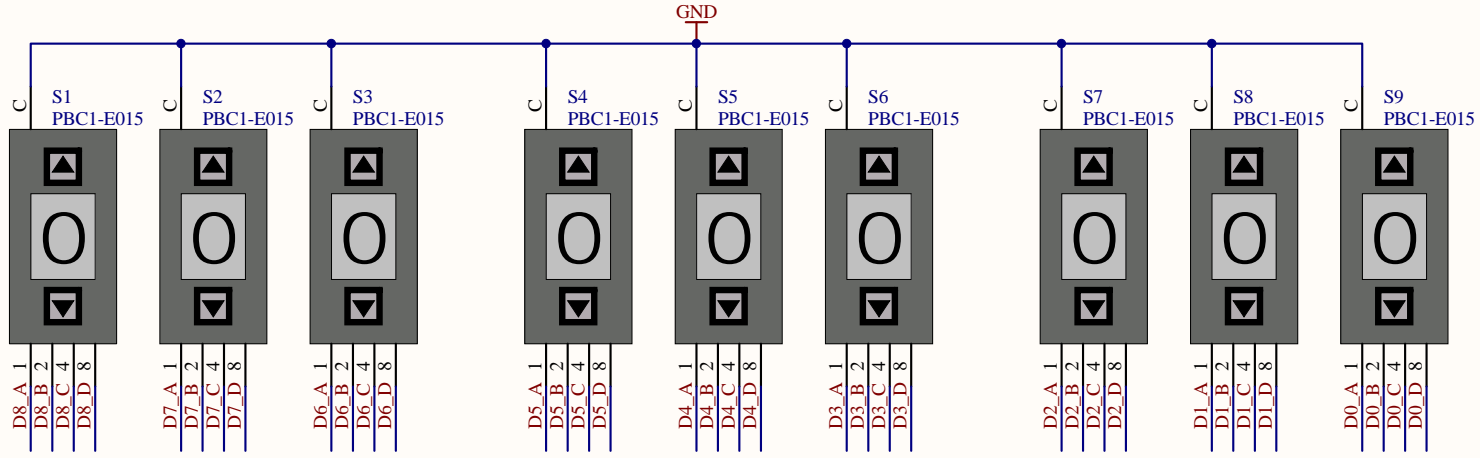 GND
C S1 PBC1-E015
C S2 PBC1-E015
C S3 PBC1-E015
C S4 PBC1-E015
C S5 PBC1-E015
C S6 PBC1-E015
C S7 PBC1-E015
C S8 PBC1-E015
C S9 PBC1-E015
0 0 0 0 0 0 0 0 0
1 2 4 8 1 2 4 8 1 2 4 8 1 2 4 8 1 2 4 8 1 2 4 8 1 2 4 8 1 2 4 8 1 2 4 8
D8_A D8_B D8_C D8_D
D7_A D7_B D7_C D7_D
D6_A D6_B D6_C D6_D
D5_A D5_B D5_C D5_D
D4_A D4_B D4_C D4_D
D3_A D3_B D3_C D3_D
D2_A D2_B D2_C D2_D
D1_A D1_B D1_C D1_D
D0_A D0_B D0_C D0_D